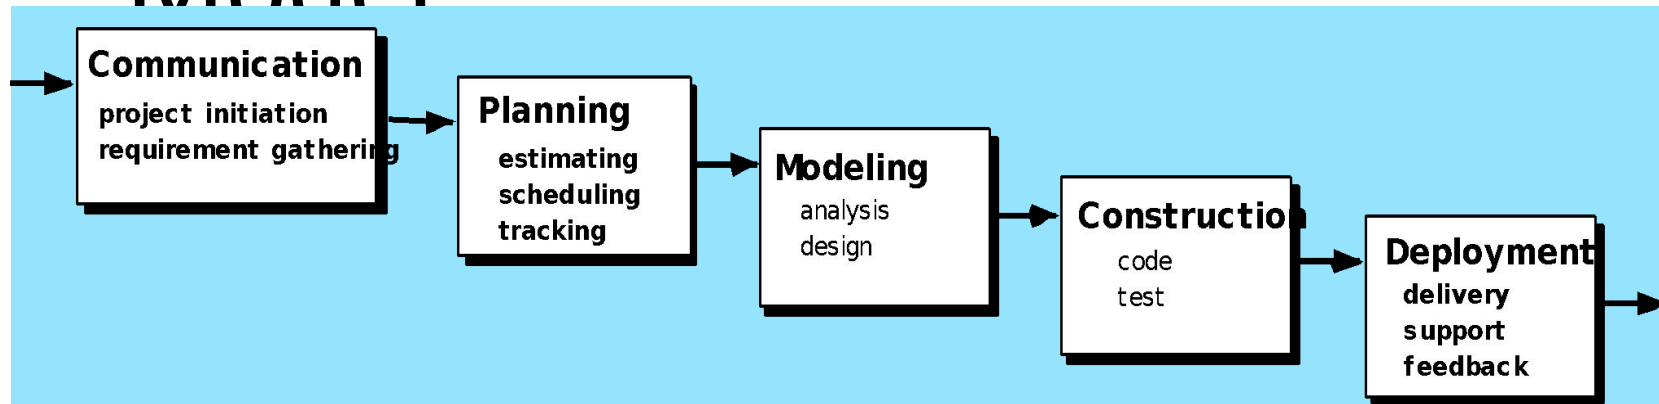 Communication
project initiation
requirement gathering
Planning
estimating
scheduling
tracking
Modeling
analysis
design
Construction
code
test
Deployment
delivery
support
feedback